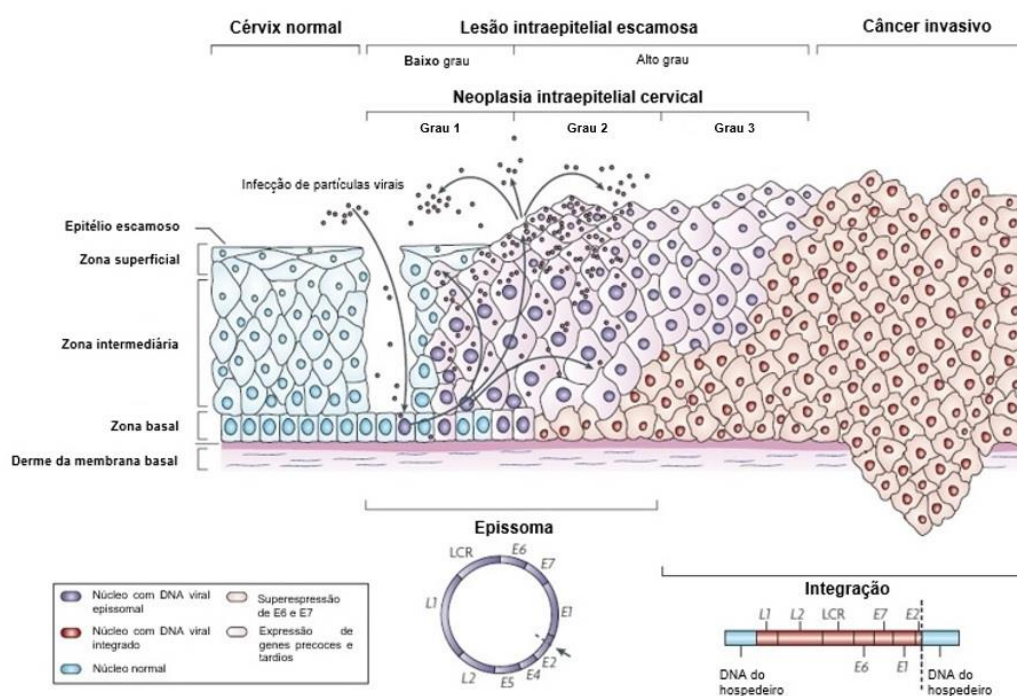 Cérvix normal
Lesão intraepitelial escamosa
Câncer invasivo
Baixo grau
Alto grau
Neoplasia intraepitelial cervical
Grau 1
Grau 2
Grau 3
Infecção de partículas virais
Epitélio escamoso
Zona superficial
Zona intermediária
Zona basal
Derme da membrana basal
Epissoma
LCR
E6
E7
E1
E2
E4
E5
L2
L1
Integração
L1
L2
LCR
E7
E2
E6
E1
DNA do
hospedeiro
DNA do
hospedeiro
Núcleo com DNA viral
epissomal
Núcleo com DNA viral
integrado
Núcleo normal
Superespressão
de E6 e E7
Expressão de
genes precoces e
tardios